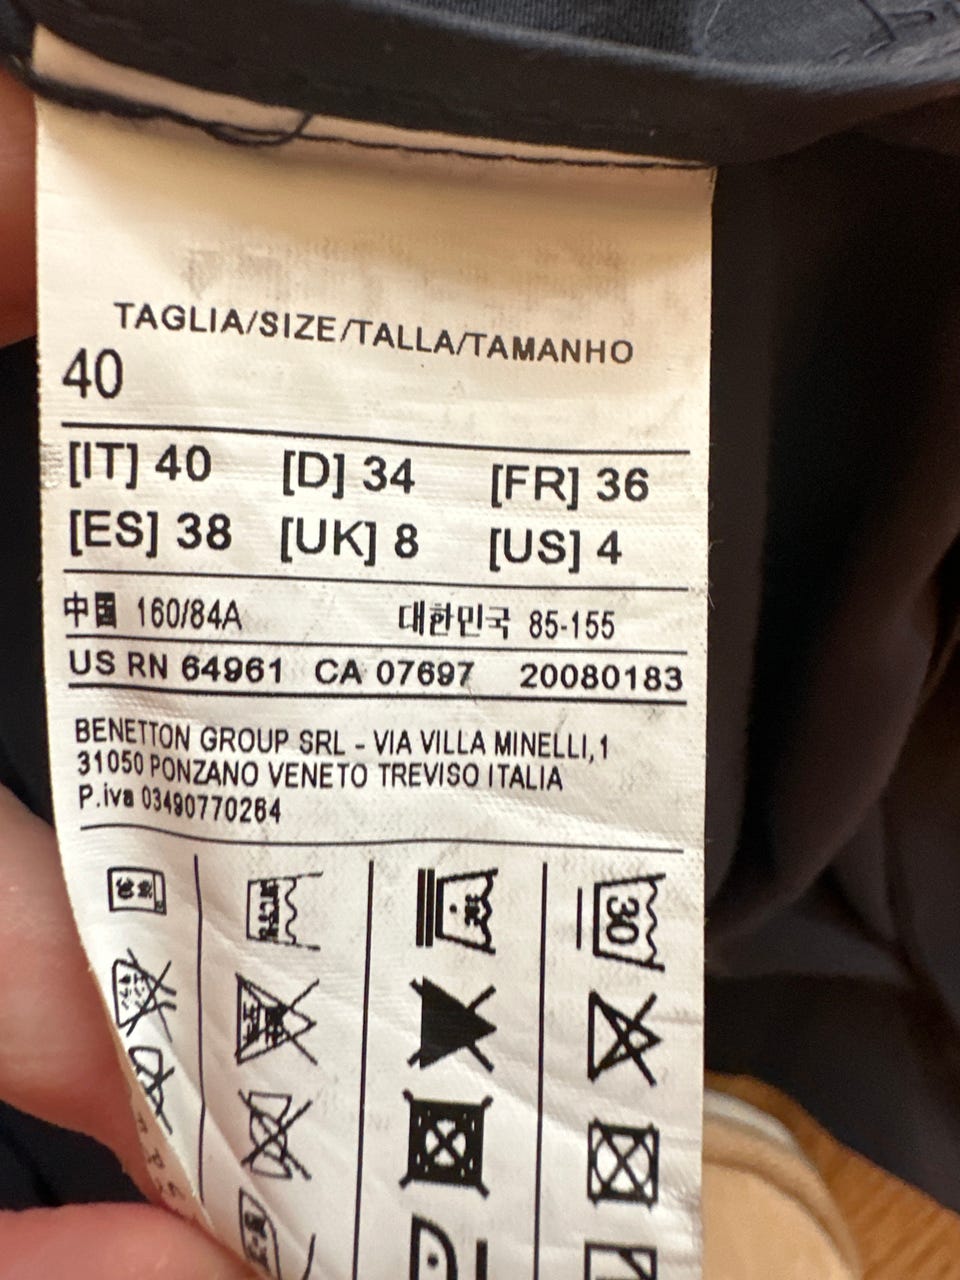 TAGLIA/SIZE/TALLA/TAMANHO
40
[IT] 40 [D] 34 [FR] 36
[ES] 38 [UK] 8 [US] 4
中国 160/84A 대한민국 85-155
US RN 64961 CA 07697 20080183
BENETTON GROUP SRL - VIA VILLA MINELLI,1
31050 PONZANO VENETO TREVISO ITALIA
P.iva 03490770264
30